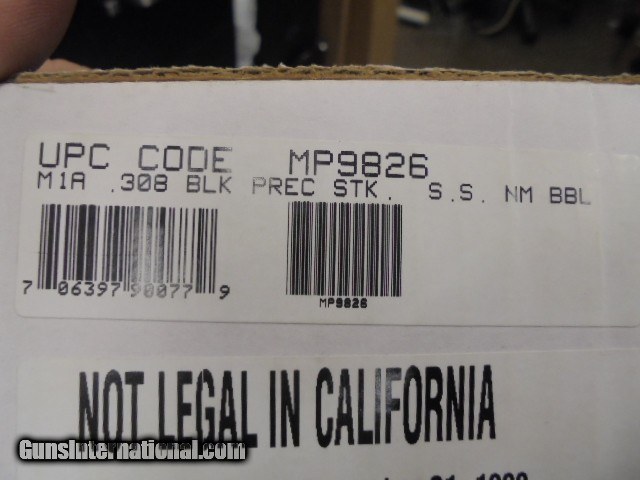 UPC CODE MP9826
M1A .308 BLK PREC STK. S.S. NM BBL
7 06397 90077 9
MP9826
NOT LEGAL IN CALIFORNIA
GunsInternational.com